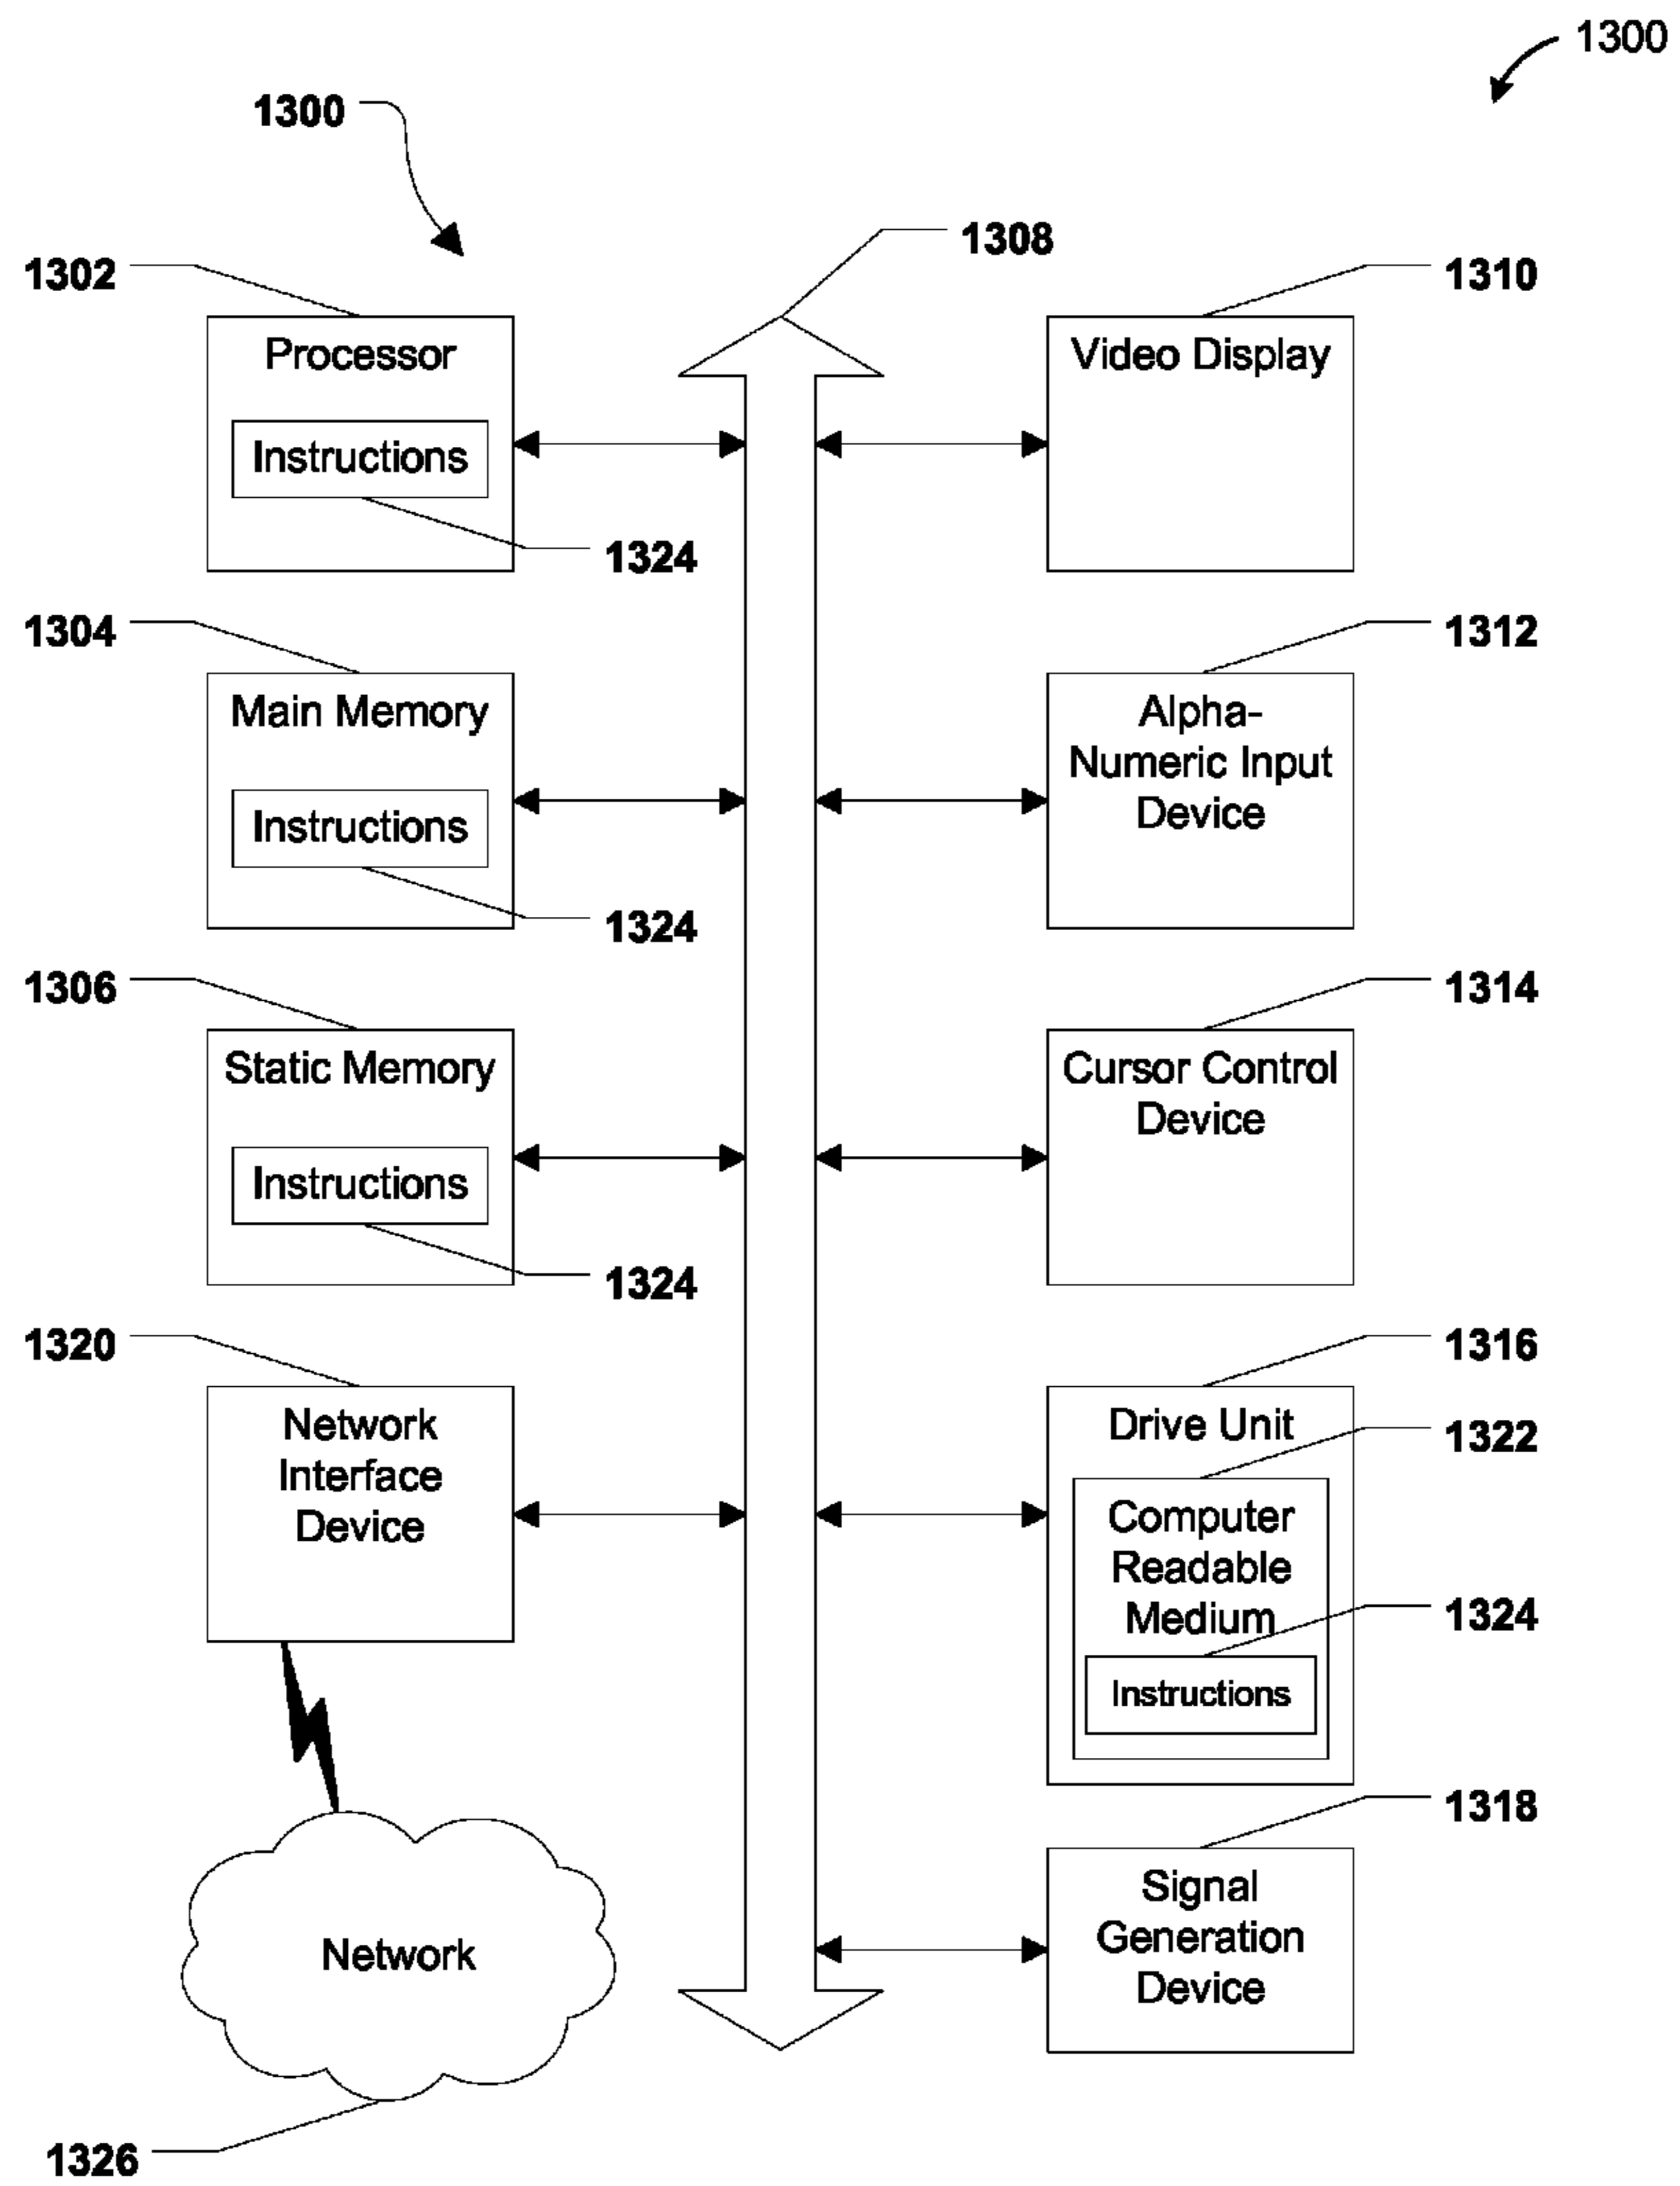 1300
1300
1308
1302
1310
Processor
Video Display
Instructions
1324
1304
1312
Main Memory
Alpha-
Numeric Input
Device
Instructions
1324
1306
1314
Static Memory
Cursor Control
Device
Instructions
1324
1320
1316
Network
Interface
Device
Drive Unit
1322
Computer
Readable
Medium
1324
Instructions
1318
Signal
Generation
Device
Network
1326